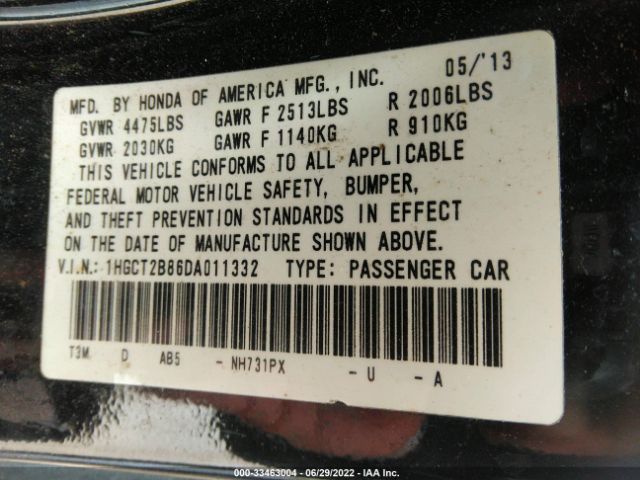 MFD. BY HONDA OF AMERICA MFG., INC. 05/'13
GVWR 4475LBS GAWR F 2513LBS R 2006LBS
GVWR 2030KG GAWR F 1140KG R 910KG
THIS VEHICLE CONFORMS TO ALL APPLICABLE
FEDERAL MOTOR VEHICLE SAFETY, BUMPER,
AND THEFT PREVENTION STANDARDS IN EFFECT
ON THE DATE OF MANUFACTURE SHOWN ABOVE.
V.I.N.: 1HGCT2B86DA011332 TYPE: PASSENGER CAR
T3M. D AB5 - NH731PX - U - A
000-33463004 - 06/29/2022 - IAA Inc.